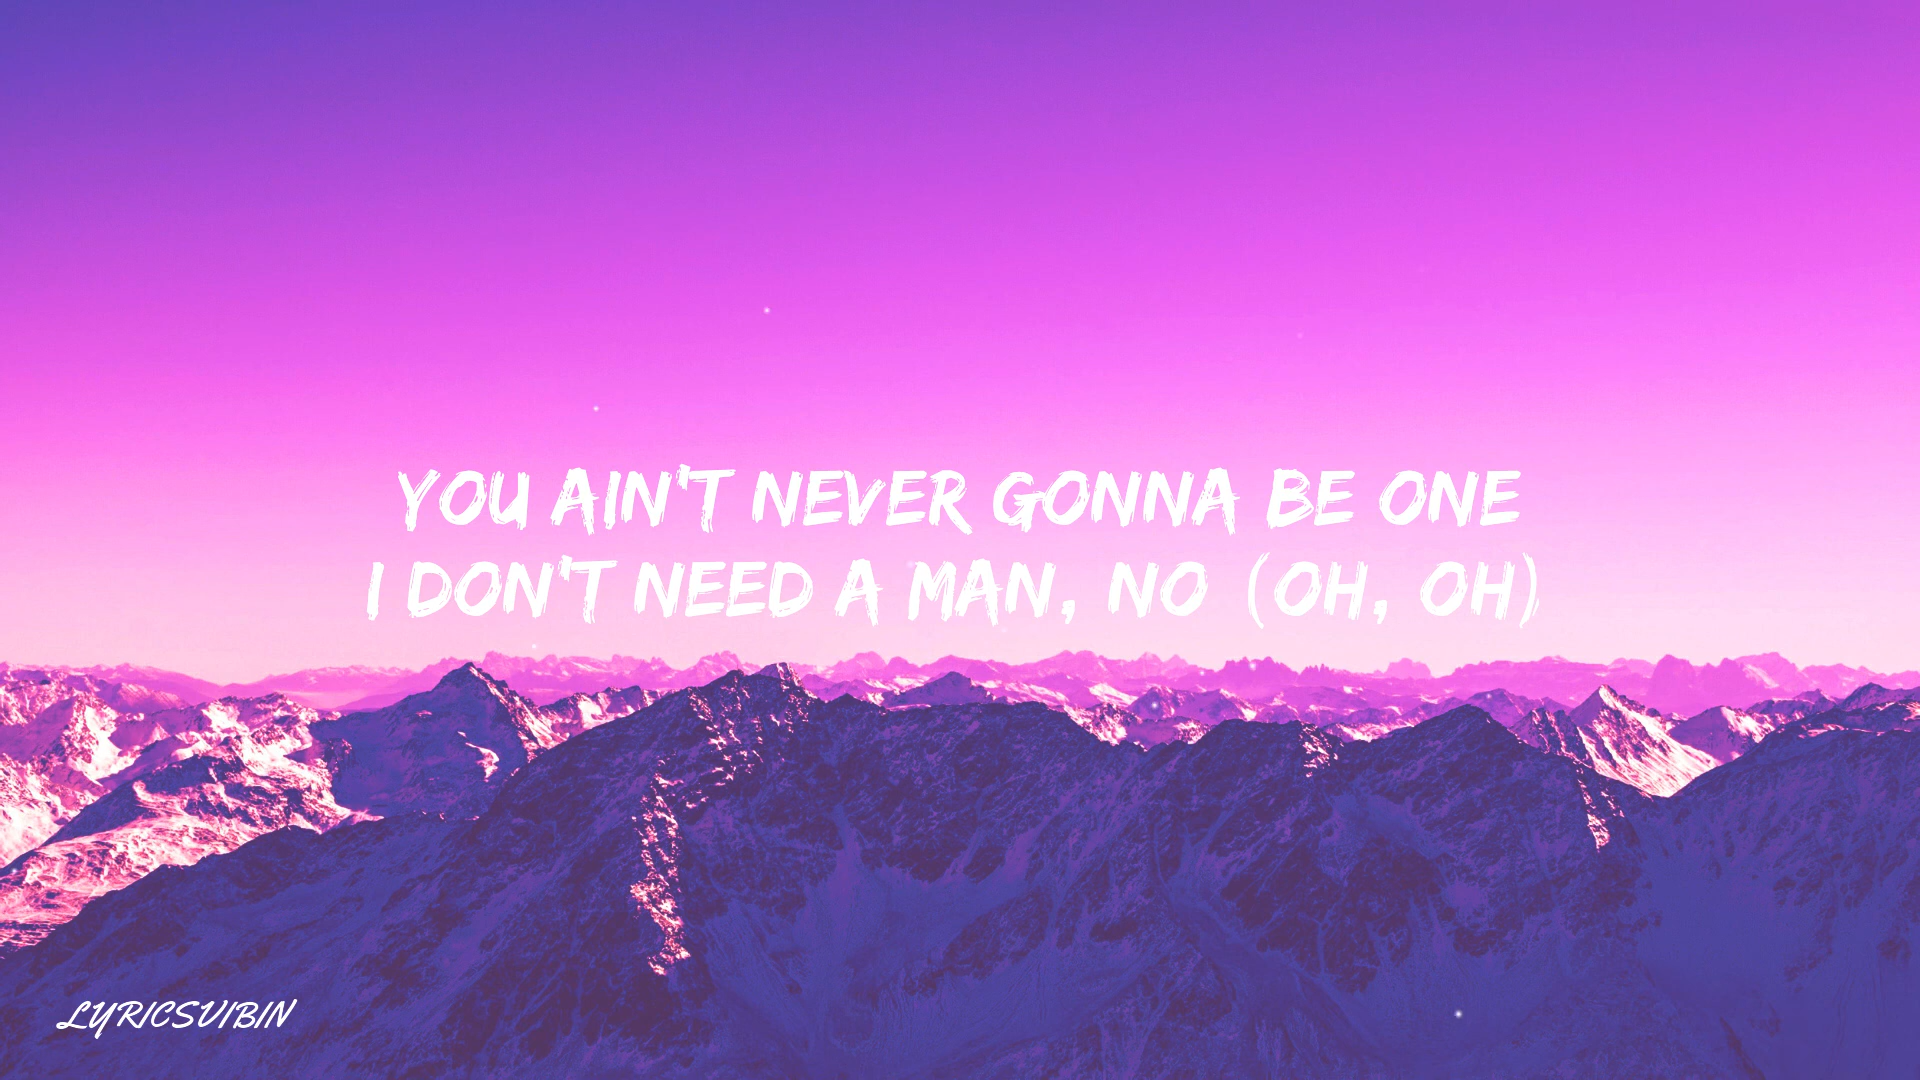 YOU AIN'T NEVER GONNA BE ONE
I DON'T NEED A MAN, NO (OH, OH)
LYRICSVIBIN